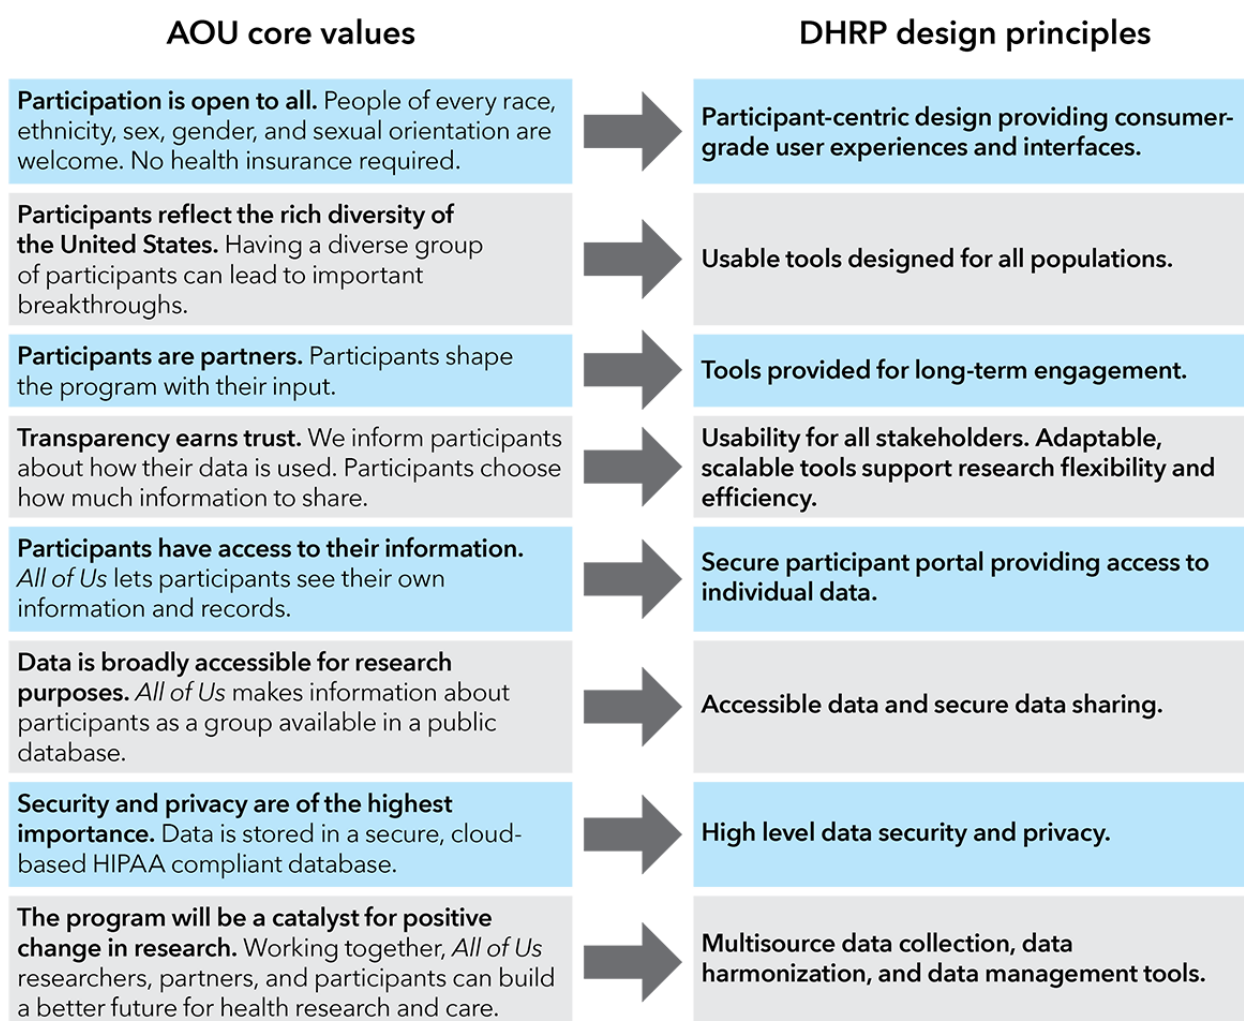 AOU core values
DHRP design principles
Participation is open to all. People of every race,
ethnicity, sex, gender, and sexual orientation are
welcome. No health insurance required.
Participant-centric design providing consumer-
grade user experiences and interfaces.
Participants reflect the rich diversity of
the United States. Having a diverse group
of participants can lead to important
breakthroughs.
Usable tools designed for all populations.
Participants are partners. Participants shape
the program with their input.
Tools provided for long-term engagement.
Transparency earns trust. We inform participants
about how their data is used. Participants choose
how much information to share.
Usability for all stakeholders. Adaptable,
scalable tools support research flexibility and
efficiency.
Participants have access to their information.
All of Us lets participants see their own
information and records.
Secure participant portal providing access to
individual data.
Data is broadly accessible for research
purposes. All of Us makes information about
participants as a group available in a public
database.
Accessible data and secure data sharing.
Security and privacy are of the highest
importance. Data is stored in a secure, cloud-
based HIPAA compliant database.
High level data security and privacy.
The program will be a catalyst for positive
change in research. Working together, All of Us
researchers, partners, and participants can build
a better future for health research and care.
Multisource data collection, data
harmonization, and data management tools.